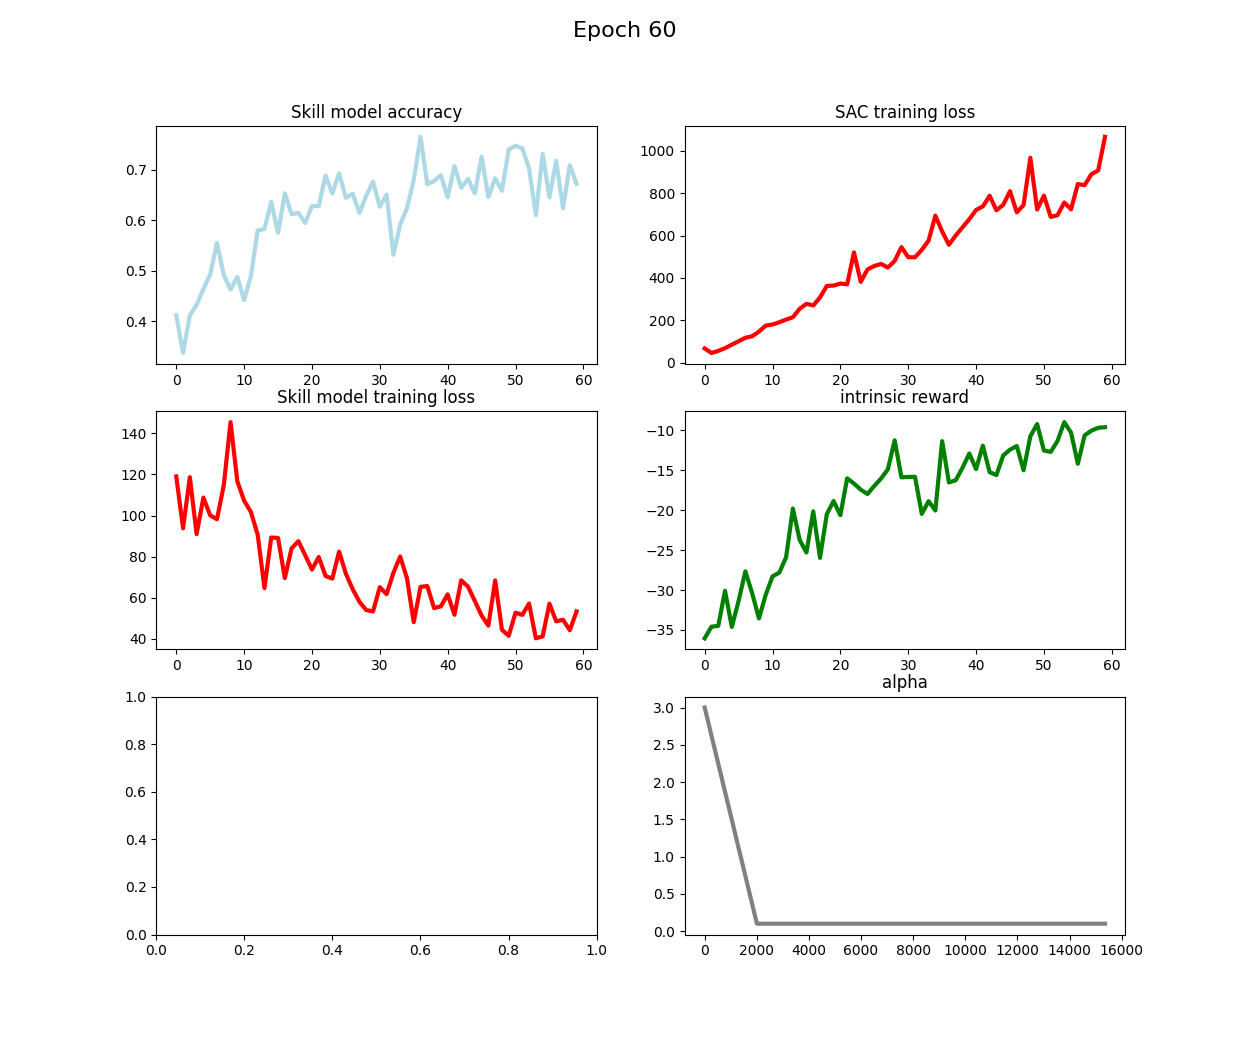 Epoch 60
Skill model accuracy
0.7
0.6
0.5
0.4
0 10 20 30 40 50 60
SAC training loss
1000
800
600
400
200
0
0 10 20 30 40 50 60
Skill model training loss
140
120
100
80
60
40
0 10 20 30 40 50 60
intrinsic reward
−10
−15
−20
−25
−30
−35
0 10 20 30 40 50 60
1.0
0.8
0.6
0.4
0.2
0.0
0.0 0.2 0.4 0.6 0.8 1.0
alpha
3.0
2.5
2.0
1.5
1.0
0.5
0.0
0 2000 4000 6000 8000 10000 12000 14000 16000